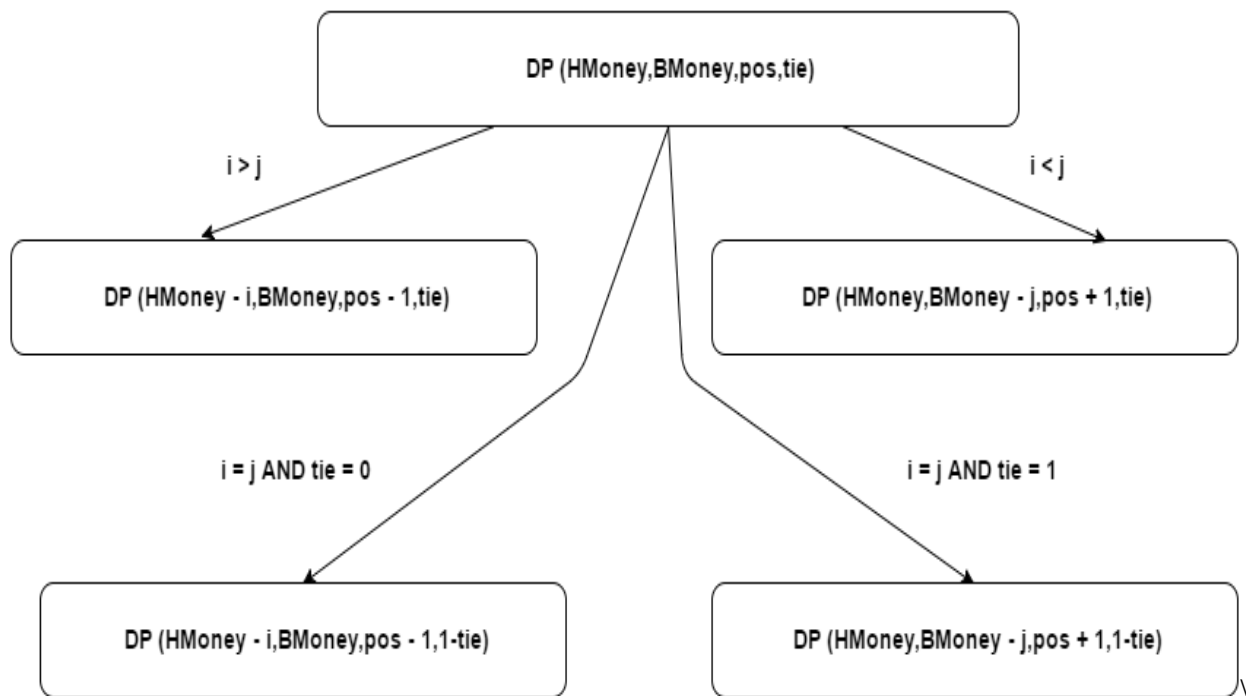 DP (HMoney,BMoney,pos,tie)
i > j
i < j
DP (HMoney - i,BMoney,pos - 1,tie)
DP (HMoney,BMoney - j,pos + 1,tie)
i = j AND tie = 0
i = j AND tie = 1
DP (HMoney - i,BMoney,pos - 1,1-tie)
DP (HMoney,BMoney - j,pos + 1,1-tie)
\